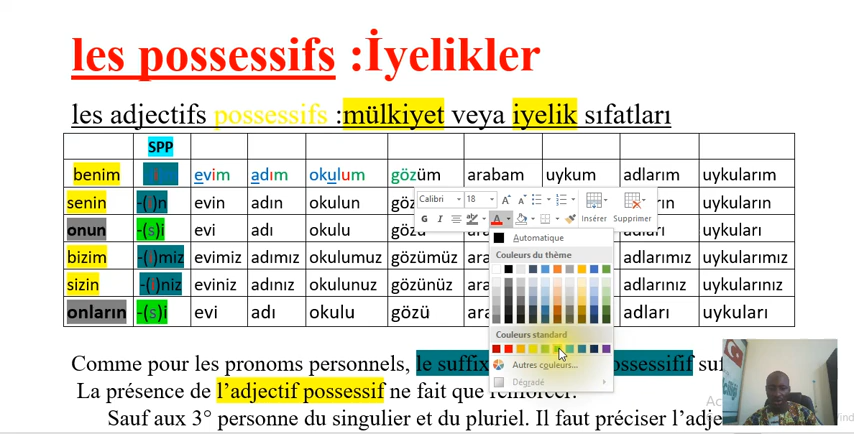 les possessifs :İyelikler
les adjectifs possessifs :mülkiyet veya iyelik sıfatları
SPP
benim evim adım okulum gözüm arabam uykum adlarım uykularım
senin -(i)n evin adın okulun
onun -(s)i evi adı okulu uykuları
bizim -(i)miz evimiz adımız okulumuz gözümüz adlarımız uykularımız
sizin -(i)niz eviniz adınız okulunuz gözünüz adlarınız uykularınız
onların -(s)i evi adı okulu gözü adları uykuları
Calibri 18
G I A Insérer Supprimer
Automatique
Couleurs du thème
Couleurs standard
Autres couleurs...
Dégradé
Comme pour les pronoms personnels, le suffix possessifif
La présence de l’adjectif possessif ne fait que renforcer.
Sauf aux 3° personne du singulier et du pluriel. Il faut préciser l’adje